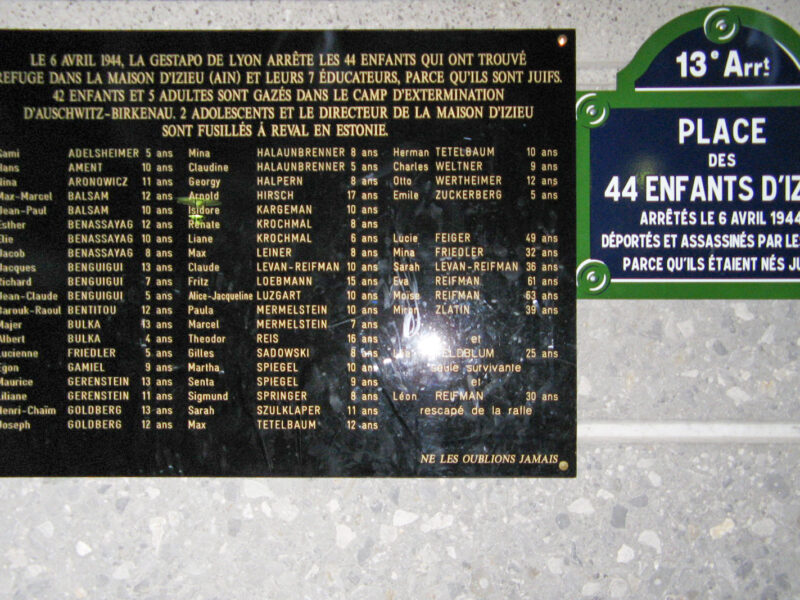 LE 6 AVRIL 1944, LA GESTAPO DE LYON ARRÊTE LES 44 ENFANTS QUI ONT TROUVÉ
REFUGE DANS LA MAISON D'IZIEU (AIN) ET LEURS 7 ÉDUCATEURS, PARCE QU'ILS SONT JUIFS.
42 ENFANTS ET 5 ADULTES SONT GAZÉS DANS LE CAMP D'EXTERMINATION
D'AUSCHWITZ-BIRKENAU. 2 ADOLESCENTS ET LE DIRECTEUR DE LA MAISON D'IZIEU
SONT FUSILLÉS À REVAL EN ESTONIE.
Sami ADELSHEIMER 5 ans Mina HALAUNBRENNER 8 ans Herman TETELBAUM 10 ans
Hans AMENT 10 ans Claudine HALAUNBRENNER 5 ans Charles WELTNER 9 ans
Nina ARONOWICZ 11 ans Georgy HALPERN 8 ans Otto WERTHEIMER 12 ans
Max-Marcel BALSAM 12 ans Arnold HIRSCH 17 ans Emile ZUCKERBERG 5 ans
Jean-Paul BALSAM 10 ans Isidore KARGEMAN 10 ans
Esther BENASSAYAG 12 ans Renate KROCHMAL 8 ans
Elie BENASSAYAG 10 ans Liane KROCHMAL 6 ans Lucie FEIGER 49 ans
Jacob BENASSAYAG 8 ans Max LEINER 8 ans Mina FRIEDLER 32 ans
Jacques BENGUIGUI 13 ans Claude LEVAN-REIFMAN 10 ans Sarah LEVAN-REIFMAN 36 ans
Richard BENGUIGUI 7 ans Fritz LOEBMANN 15 ans Eva REIFMAN 61 ans
Jean-Claude BENGUIGUI 5 ans Alice-Jacqueline LUZGART 10 ans Moïse REIFMAN 63 ans
Barouk-Raoul BENTITOU 12 ans Paula MERMELSTEIN 10 ans Miron ZLATIN 39 ans
Majer BULKA 13 ans Marcel MERMELSTEIN 7 ans
Albert BULKA 4 ans Theodor REIS 16 ans et
Lucienne FRIEDLER 5 ans Gilles SADOWSKI 8 ans FELDBLUM 25 ans
Egon GAMIEL 9 ans Martha SPIEGEL 10 ans seule survivante
Maurice GERENSTEIN 13 ans Senta SPIEGEL 9 ans et
Liliane GERENSTEIN 11 ans Sigmund SPRINGER 8 ans Léon REIFMAN 30 ans
Henri-Chaïm GOLDBERG 13 ans Sarah SZULKLAPER 11 ans rescapé de la rafle
Joseph GOLDBERG 12 ans Max TETELBAUM 12 ans
NE LES OUBLIONS JAMAIS
13e Arrt
PLACE
DES
44 ENFANTS D'IZ
ARRÊTÉS LE 6 AVRIL 1944
DÉPORTÉS ET ASSASSINÉS PAR LES
PARCE QU'ILS ÉTAIENT NÉS JU